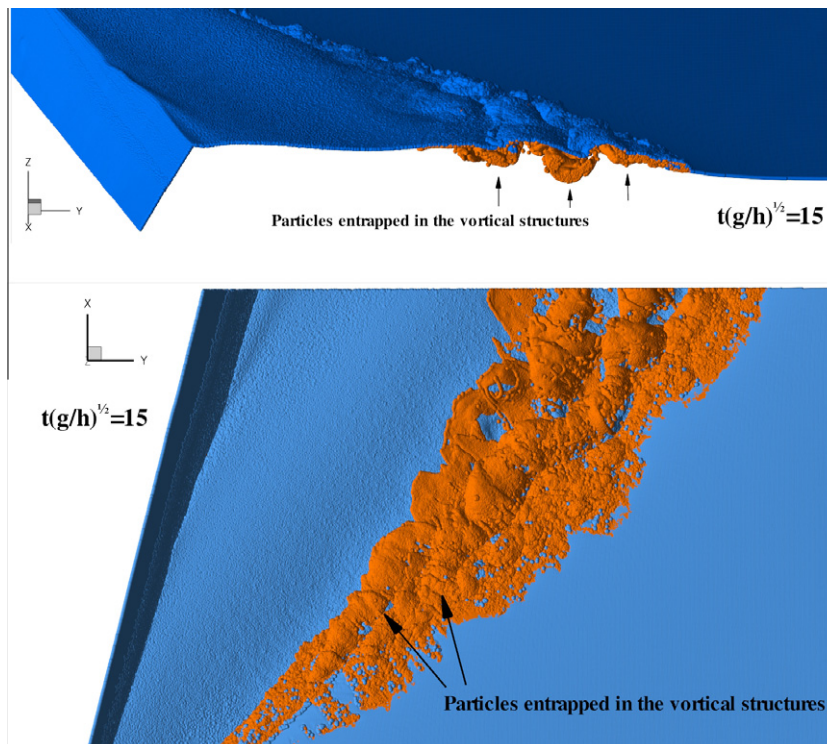 Z
Y
X
Particles entrapped in the vortical structures
t(g/h)^½=15
X
Y
Z
t(g/h)^½=15
Particles entrapped in the vortical structures